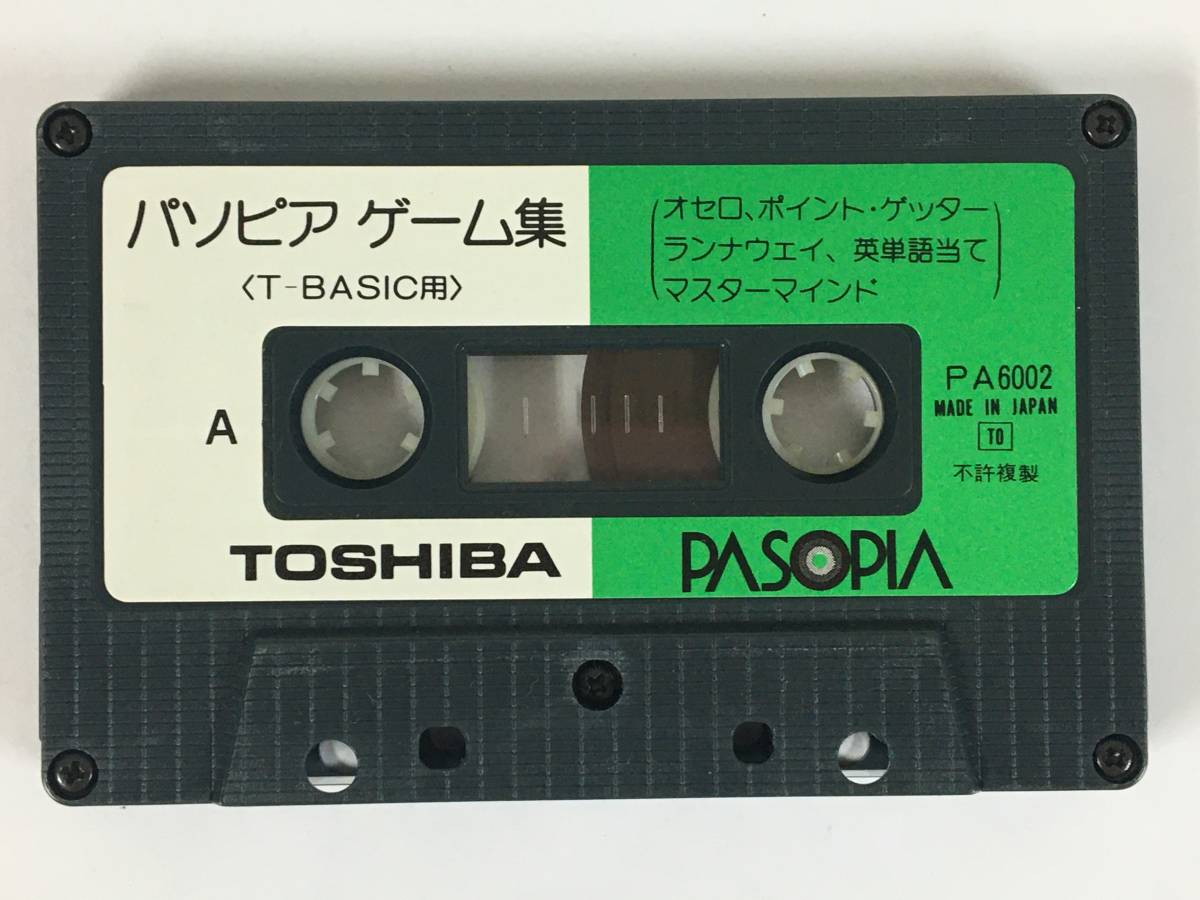 パソピア ゲーム集
〈T-BASIC用〉
(オセロ、ポイント・ゲッター
ランナウェイ、英単語当て
マスターマインド)
A
PA6002
MADE IN JAPAN
TO
不許複製
TOSHIBA
PASOPIA